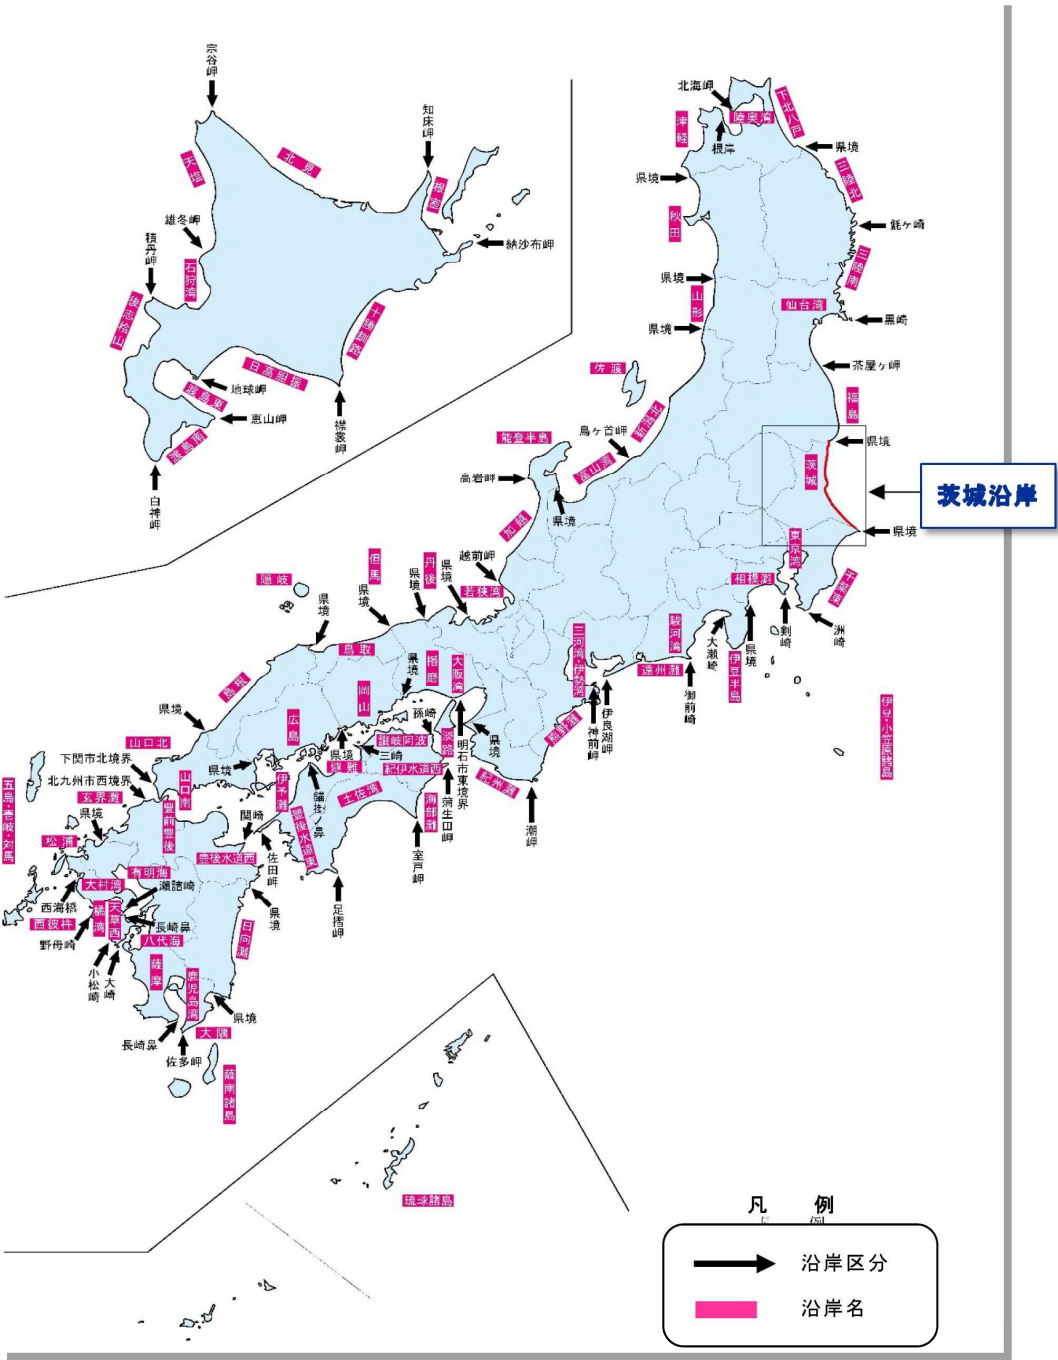 宗谷岬
知床岬
天塩
北見
根室
雄冬岬
積丹岬
納沙布岬
石狩湾
後志桧山
十勝釧路
日高胆振
渡島東
地球岬
恵山岬
渡島南
襟裳岬
白神岬
北海岬
陸奥湾
下北八戸
津軽
根岸
県境
県境
三陸北
秋田
県境
三陸南
山形
仙台湾
黒崎
県境
茶屋ヶ岬
佐渡
福島
新潟北
鳥ヶ首岬
能登半島
富山湾
高岩岬
県境
県境
茨城
茨城沿岸
加越
県境
東京湾
越前岬
但馬
丹後
県境
県境
県境
若狭湾
相模灘
千葉東
隠岐
県境
鳥取
島根
県境
播磨
大阪湾
三河湾・伊勢湾
駿河湾
遠州灘
大瀬崎
伊豆半島
県境
剣崎
洲崎
御前崎
伊豆・小笠原諸島
岡山
広島
孫崎
淡路
讃岐阿波
県境
三崎
紀伊水道西
燧灘
明石市東境界
県境
熊野灘
神前岬
伊良湖岬
紀州灘
潮岬
県境
山口北
下関市北境界
北九州市西境界
玄界灘
県境
山口南
県境
豊前豊後
伊予灘
土佐湾
海部灘
蒲生田岬
室戸岬
五島・壱岐・対馬
松浦
関崎
豊後水道西
佐田岬
豊後水道東
足摺岬
有明海
大村湾
瀬詰崎
西彼杵
橘湾
天草西
長崎鼻
野母崎
八代海
県境
日向灘
小松崎
大崎
薩摩
鹿児島湾
県境
長崎鼻
大隅
佐多岬
薩南諸島
琉球諸島
凡 例
沿岸区分
沿岸名